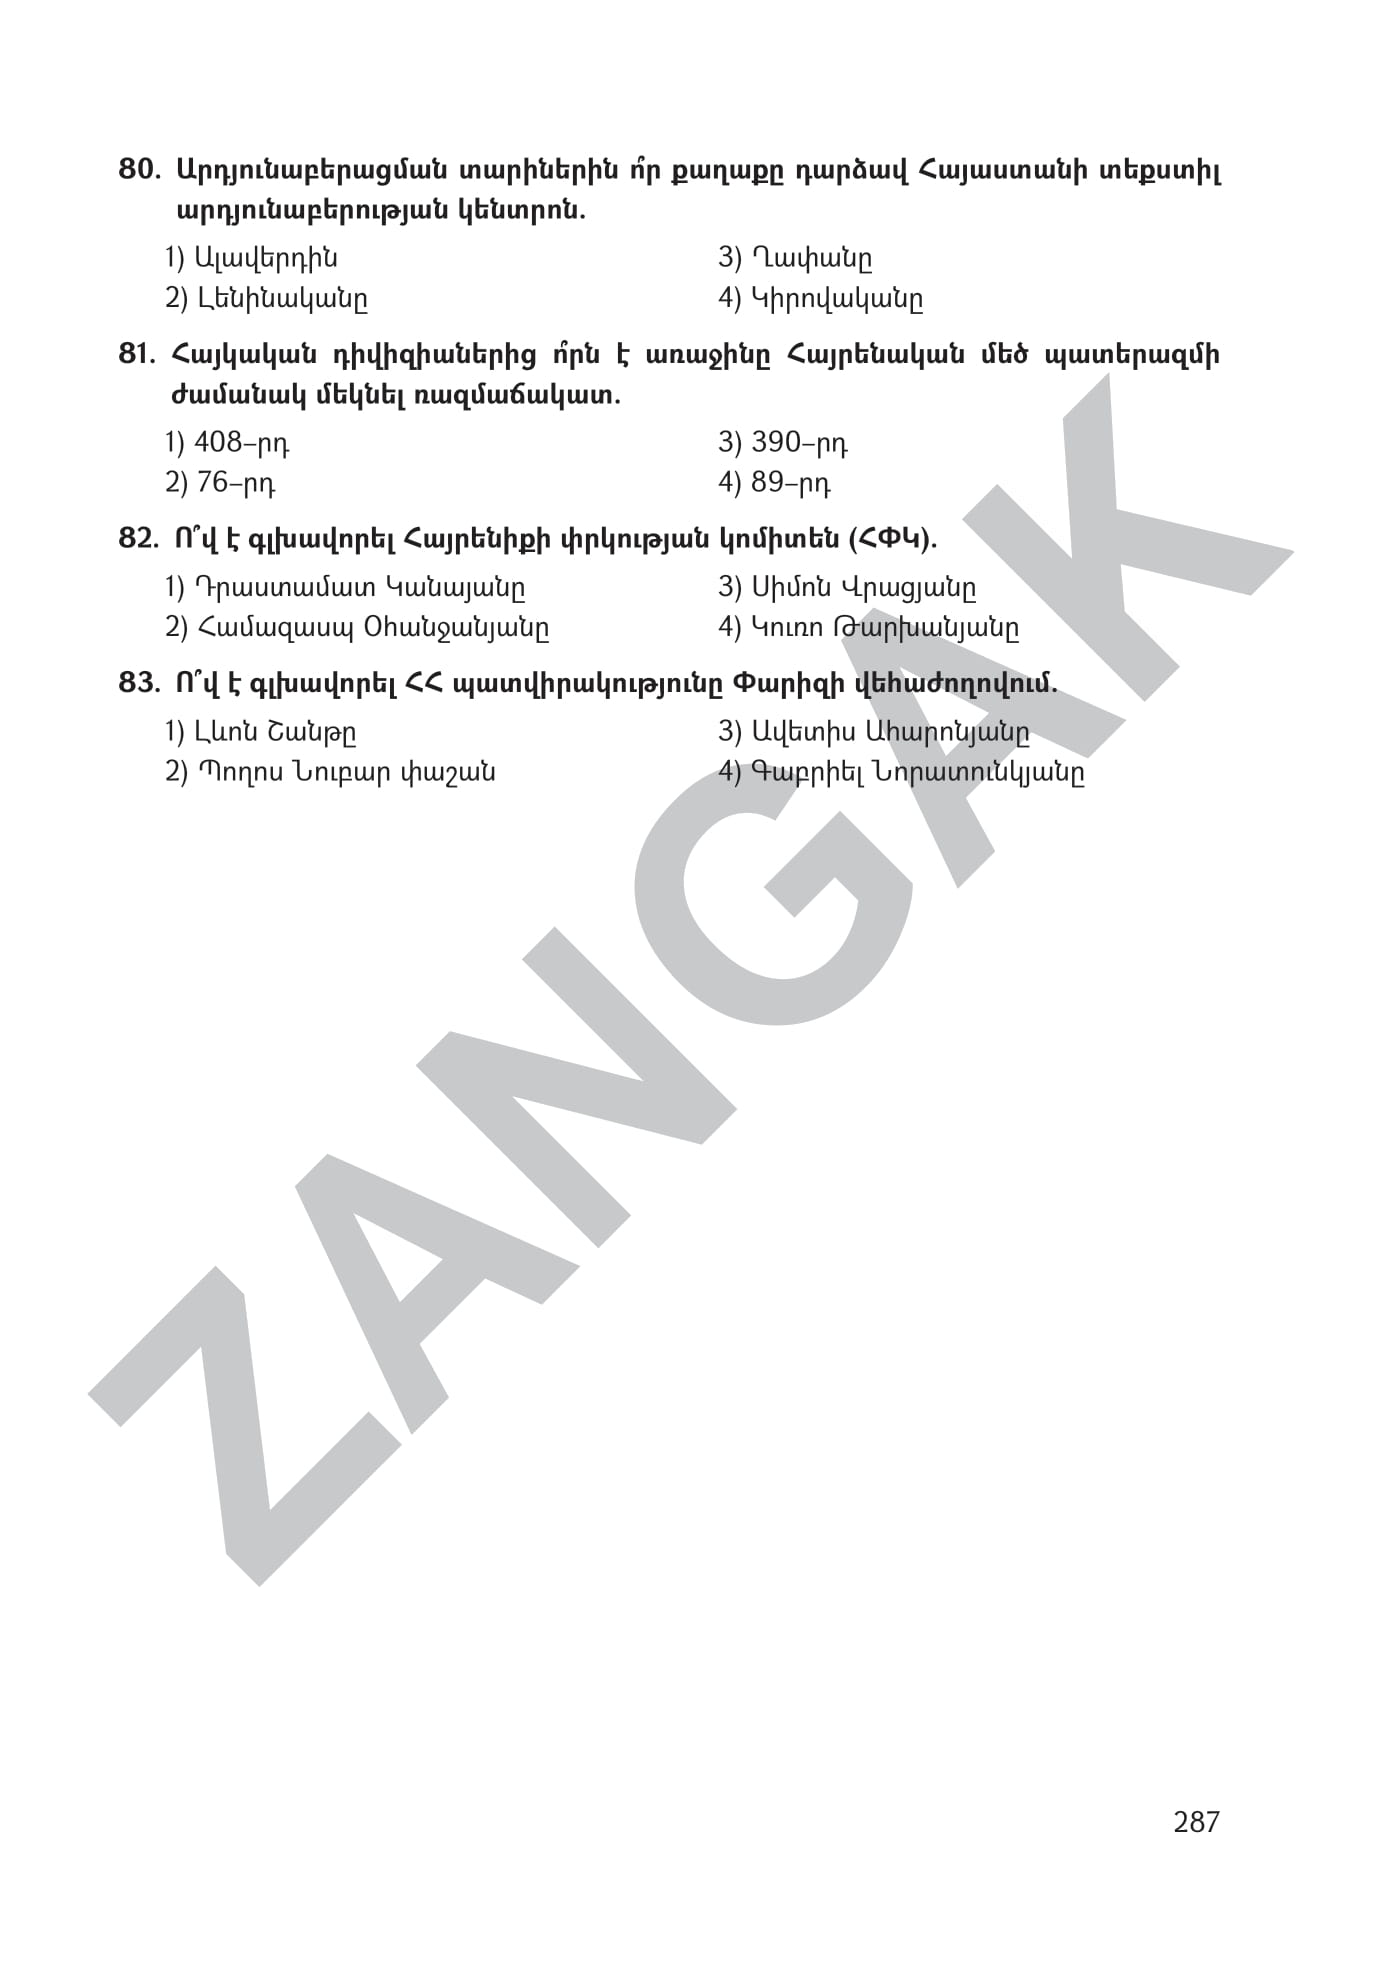 80. Արդյունաբերացման տարիներին ո՞ր քաղաքը դարձավ Հայաստանի տեքստիլ
արդյունաբերության կենտրոն.
1) Ալավերդին
3) Ղափանը
2) Լենինականը
4) Կիրովականը
81. Հայկական դիվիզիաներից ո՞րն է առաջինը Հայրենական մեծ պատերազմի
ժամանակ մեկնել ռազմաճակատ.
1) 408–րդ
3) 390–րդ
2) 76–րդ
4) 89–րդ
82. Ո՞վ է գլխավորել Հայրենիքի փրկության կոմիտեն (ՀՓԿ).
1) Դրաստամատ Կանայանը
3) Սիմոն Վրացյանը
2) Համազասպ Օհանջանյանը
4) Կուռո Թարխանյանը
83. Ո՞վ է գլխավորել ՀՀ պատվիրակությունը Փարիզի վեհաժողովում.
1) Լևոն Շանթը
3) Ավետիս Ահարոնյանը
2) Պողոս Նուբար փաշան
4) Գաբրիել Նորատունկյանը
ZANGAK
287